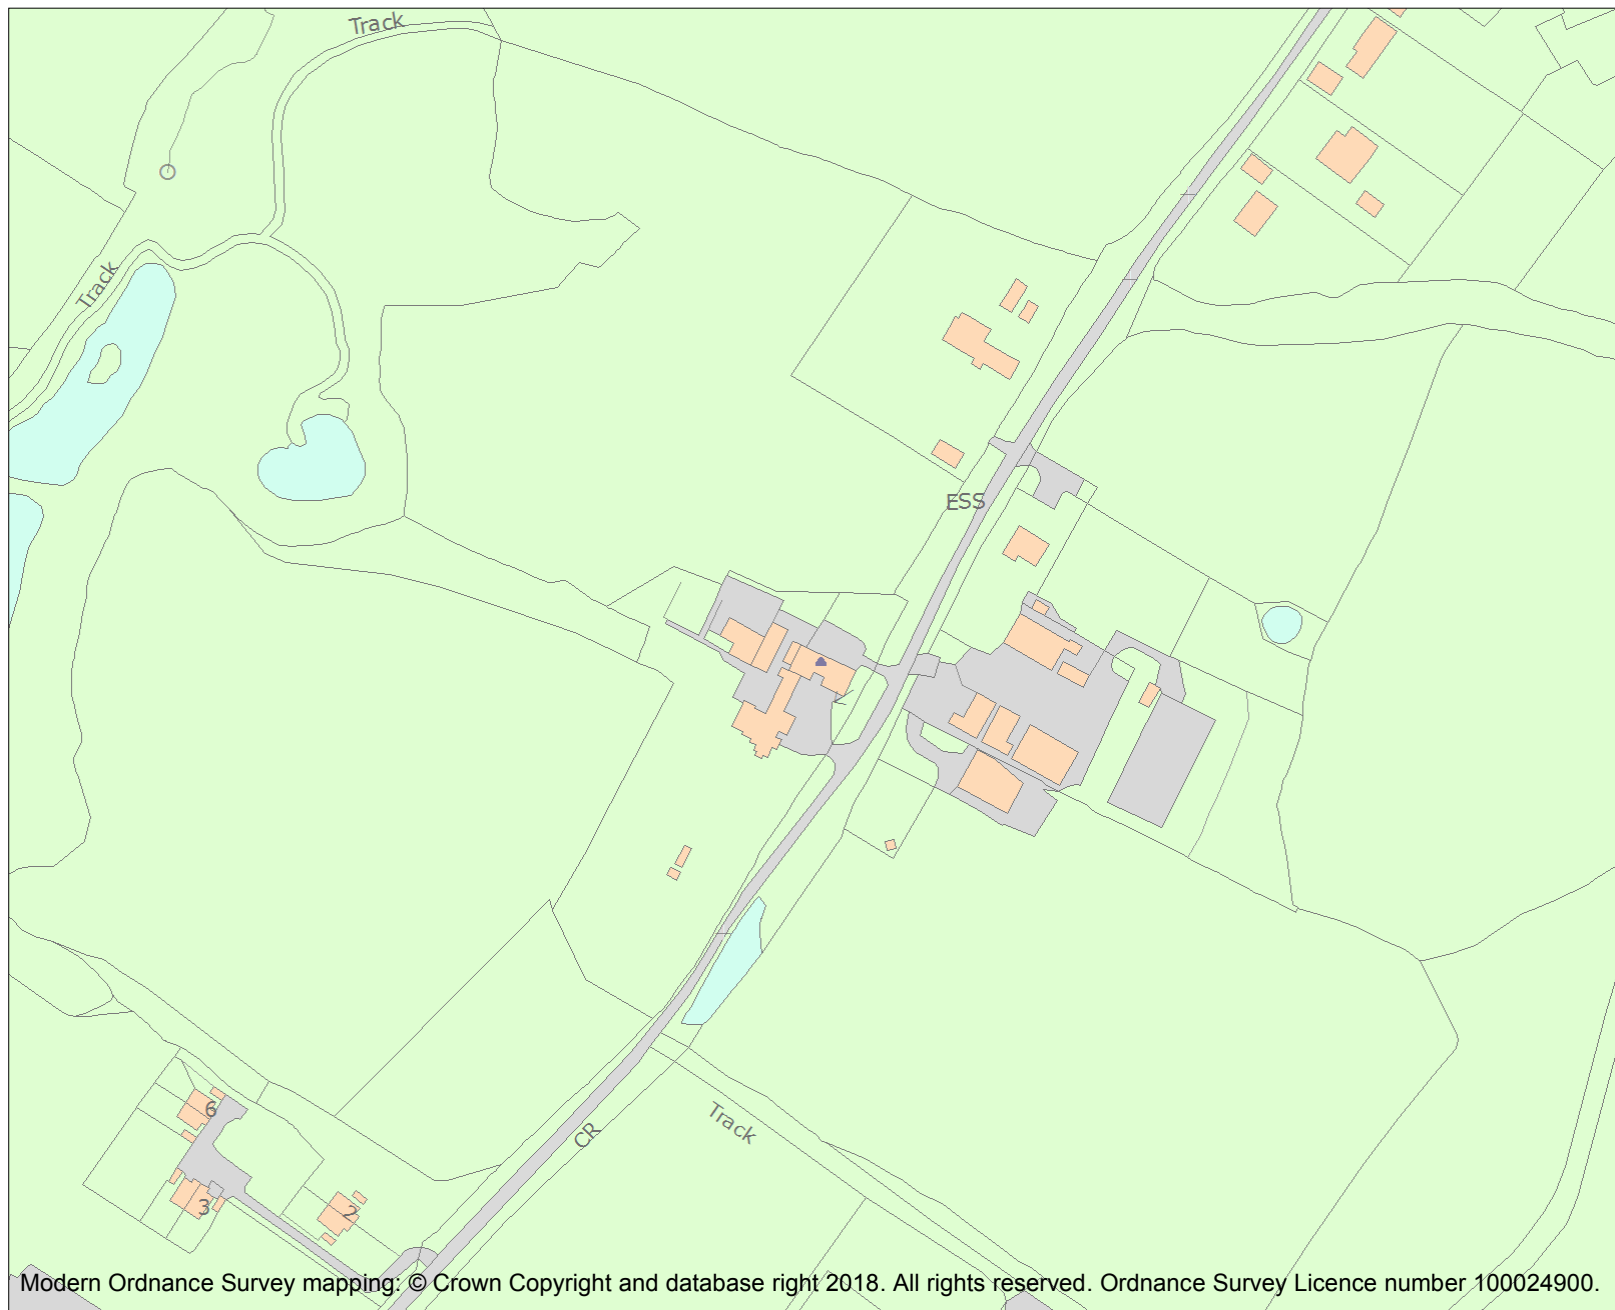 Track
Track
ESS
CR
Track
6
3
2
Modern Ordnance Survey mapping: © Crown Copyright and database right 2018. All rights reserved. Ordnance Survey Licence number 100024900.